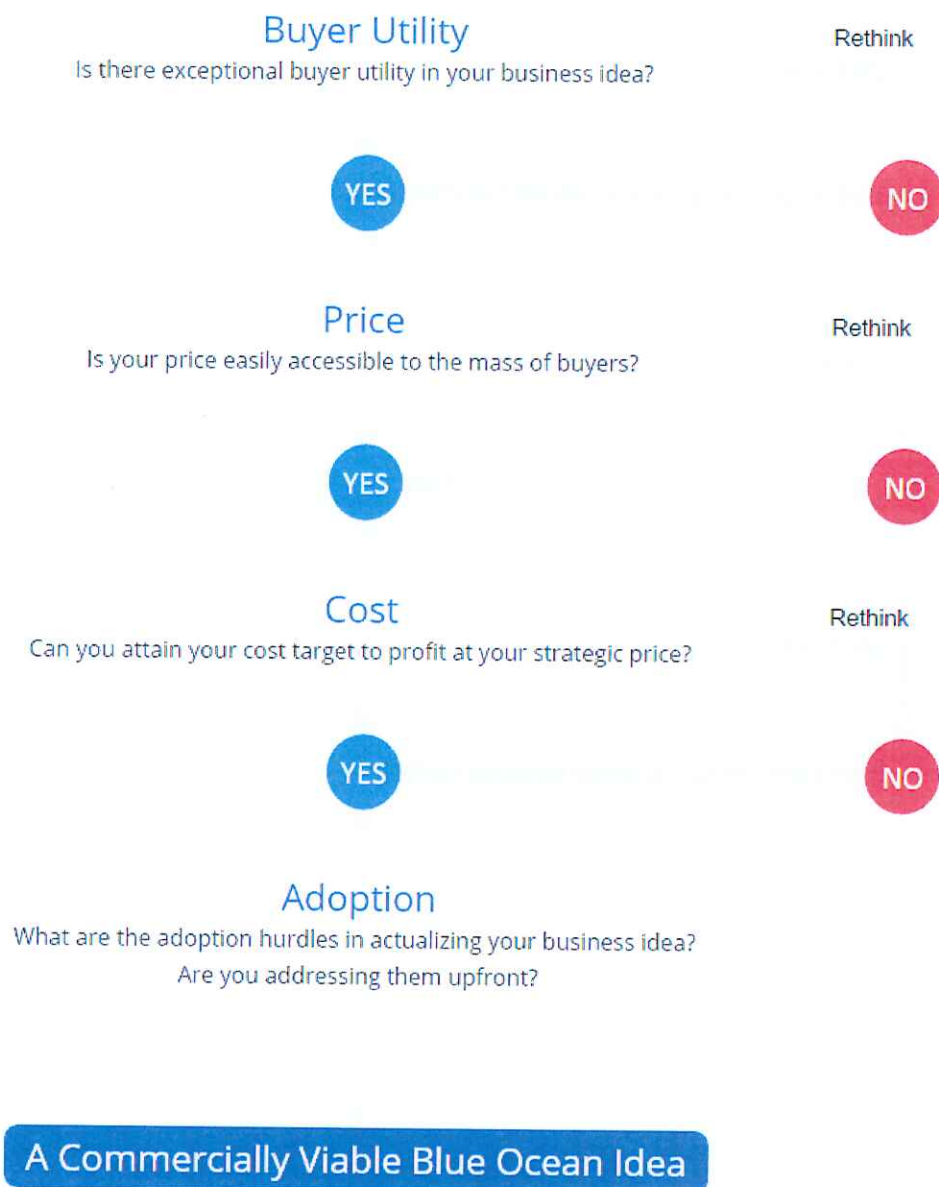 Buyer Utility
Rethink
Is there exceptional buyer utility in your business idea?
YES
NO
Price
Rethink
Is your price easily accessible to the mass of buyers?
YES
NO
Cost
Rethink
Can you attain your cost target to profit at your strategic price?
YES
NO
Adoption
What are the adoption hurdles in actualizing your business idea?
Are you addressing them upfront?
A Commercially Viable Blue Ocean Idea